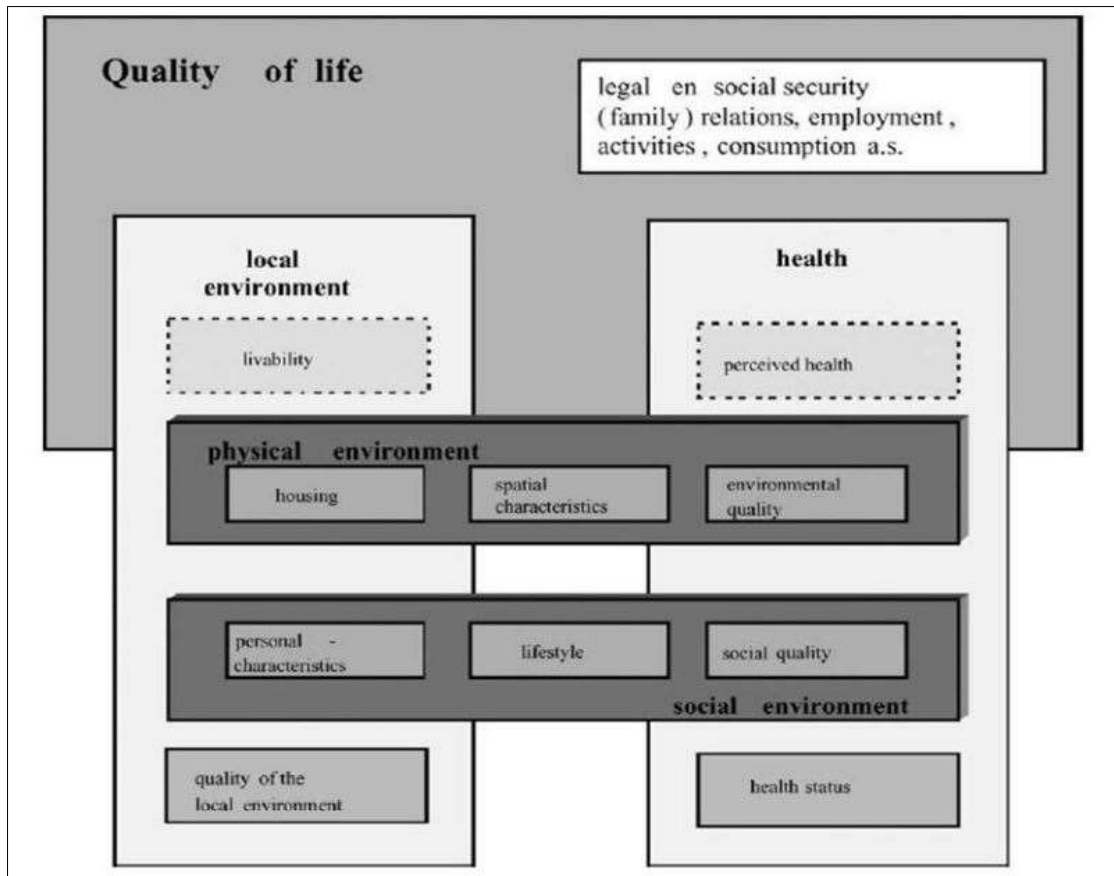 Quality of life
legal en social security
(family) relations, employment,
activities, consumption a.s.
local
environment
health
livability
perceived health
physical environment
housing
spatial
characteristics
environmental
quality
personal -
characteristics
lifestyle
social quality
social environment
quality of the
local environment
health status